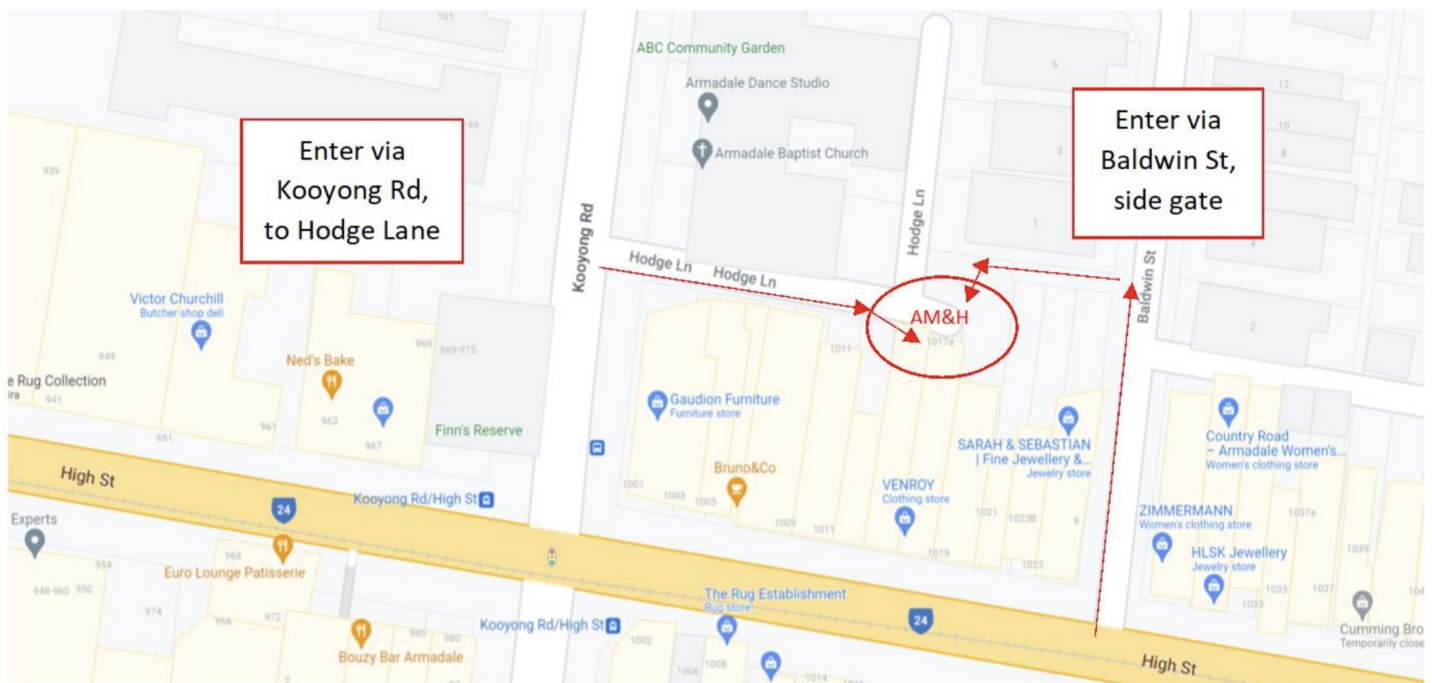 101
ABC Community Garden
Armadale Dance Studio
5
12
99
Enter via
Kooyong Rd,
to Hodge Lane
Enter via
Baldwin St,
side gate
10
Armadale Baptist Church
3
8
939
Hodge Ln
1
4
Kooyong Rd
Hodge Ln
Hodge Ln
Baldwin St
Victor Churchill
Butcher shop deli
AM&H
2
949
Ned's Bake
969
969-975
1011
1017a
e Rug Collection
ira
941
Gaudion Furniture
Furniture store
951
961
963
967
Finn's Reserve
SARAH & SEBASTIAN
| Fine Jewellery &...
Jewelry store
Country Road
– Armadale Women's...
Women's clothing store
High St
Bruno&Co
VENROY
Clothing store
1001
1003
1005
1009
1011
1019
1021
1023B
9
1023
Kooyong Rd/High St
24
ZIMMERMANN
Women's clothing store
1037a
HLSK Jewellery
Jewelry store
1039
1035
1037
1033
104
Experts
954
968
Euro Lounge Patisserie
948-960
950
974
966
972
980
980
Bouzy Bar Armadale
The Rug Establishment
Rug store
24
Kooyong Rd/High St
1002
1006
1008
1014
Cumming Bro
Temporarily close
High St